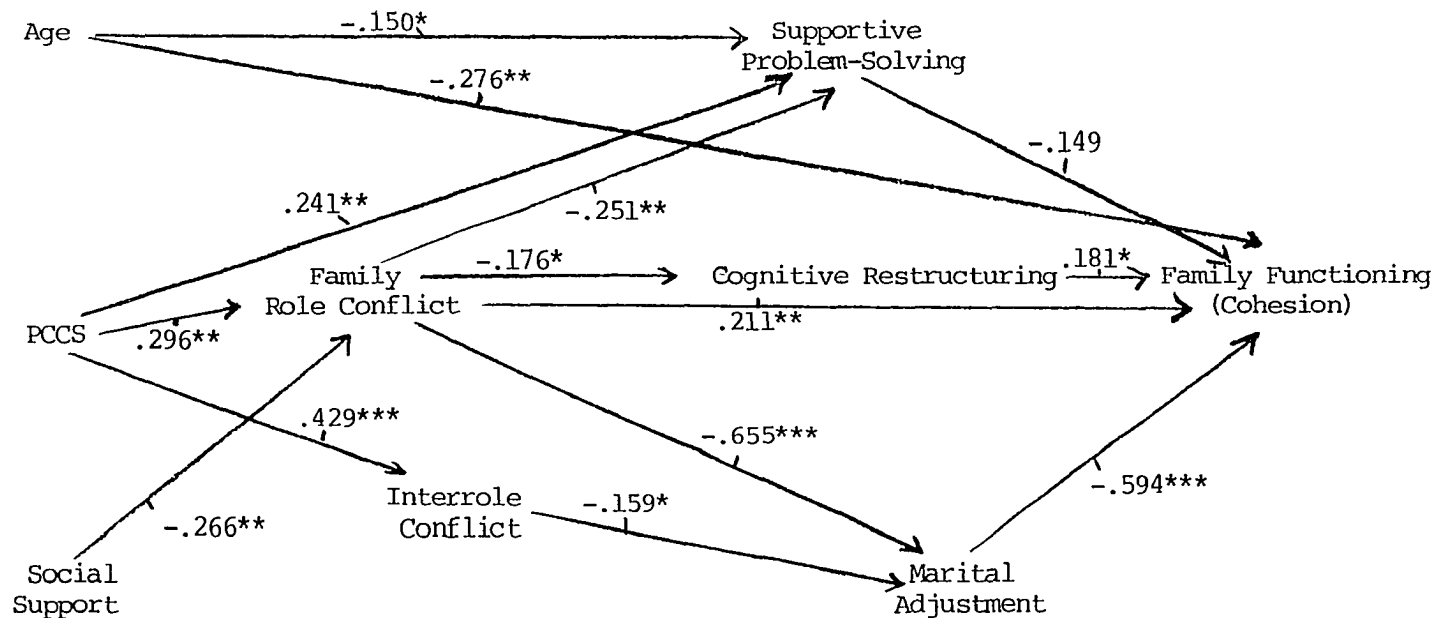 -.150*
Age
Supportive
Problem-Solving
-.276**
-.149
.241**
-.251**
Family
Role Conflict
-.176*
Cognitive Restructuring
.181*
Family Functioning
(Cohesion)
.211**
PCCS
.296**
.429***
-.655***
-.594***
Interrole
Conflict
-.159*
-.266**
Social
Support
Marital
Adjustment